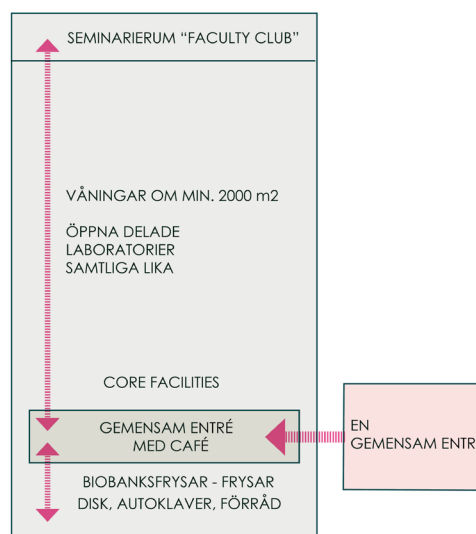 SEMINARIERUM "FACULTY CLUB"
VÅNINGAR OM MIN. 2000 m2
ÖPPNA DELADE
LABORATORIER
SAMTLIGA LIKA
CORE FACILITIES
GEMENSAM ENTRÉ
MED CAFÉ
EN
GEMENSAM ENTR
BIOBANKSFRYSAR - FRYSAR
DISK, AUTOKLAVER, FÖRRÅD